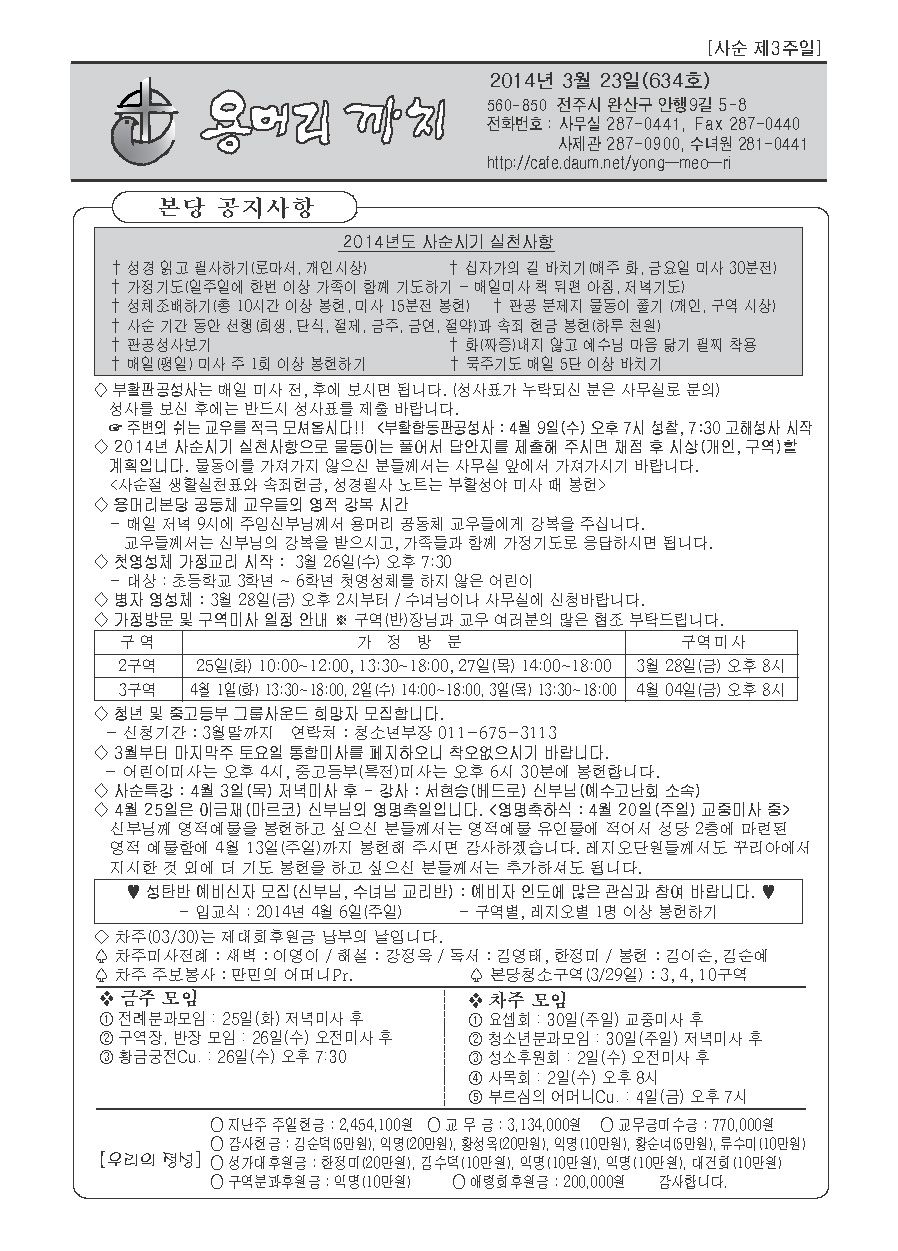 [사순 제3주일]
용머리 까치
2014년 3월 23일(634호)
560-850 전주시 완산구 안행9길 5-8
전화번호 : 사무실 287-0441, Fax 287-0440
사제관 287-0900, 수녀원 281-0441
http://cafe.daum.net/yong-meo-ri
본당 공지사항
2014년도 사순시기 실천사항
† 성경 읽고 필사하기(로마서, 개인시상) † 십자가의 길 바치기(매주 화, 금요일 미사 30분전)
† 가정기도(일주일에 한번 이상 가족이 함께 기도하기 - 매일미사 책 뒤편 아침, 저녁기도)
† 성체조배하기(총 10시간 이상 봉헌, 미사 15분전 봉헌) † 판공 문제지 물동이 풀기 (개인, 구역 시상)
† 사순 기간 동안 선행(희생, 단식, 절제, 금주, 금연, 절약)과 속죄 헌금 봉헌(하루 천원)
† 판공성사보기 † 화(짜증)내지 않고 예수님 마음 닮기 팔찌 착용
† 매일(평일) 미사 주 1회 이상 봉헌하기 † 묵주기도 매일 5단 이상 바치기
◇ 부활판공성사는 매일 미사 전, 후에 보시면 됩니다. (성사표가 누락되신 분은 사무실로 문의)
성사를 보신 후에는 반드시 성사표를 제출 바랍니다.
☞ 주변의 쉬는 교우를 적극 모셔옵시다!! <부활합동판공성사 : 4월 9일(수) 오후 7시 성찰, 7:30 고해성사 시작
◇ 2014년 사순시기 실천사항으로 물동이는 풀어서 답안지를 제출해 주시면 채점 후 시상(개인, 구역)할
계획입니다. 물동이를 가져가지 않으신 분들께서는 사무실 앞에서 가져가시기 바랍니다.
<사순절 생활실천표와 속죄헌금, 성경필사 노트는 부활성야 미사 때 봉헌>
◇ 용머리본당 공동체 교우들의 영적 강복 시간
- 매일 저녁 9시에 주임신부님께서 용머리 공동체 교우들에게 강복을 주십니다.
교우들께서는 신부님의 강복을 받으시고, 가족들과 함께 가정기도로 응답하시면 됩니다.
◇ 첫영성체 가정교리 시작 : 3월 26일(수) 오후 7:30
- 대상 : 초등학교 3학년 ~ 6학년 첫영성체를 하지 않은 어린이
◇ 병자 영성체 : 3월 28일(금) 오후 2시부터 / 수녀님이나 사무실에 신청바랍니다.
◇ 가정방문 및 구역미사 일정 안내 ※ 구역(반)장님과 교우 여러분의 많은 협조 부탁드립니다.
구 역 가 정 방 문 구역미사
2구역 25일(화) 10:00~12:00, 13:30~18:00, 27일(목) 14:00~18:00 3월 28일(금) 오후 8시
3구역 4월 1일(화) 13:30~18:00, 2일(수) 14:00~18:00, 3일(목) 13:30~18:00 4월 04일(금) 오후 8시
◇ 청년 및 중고등부 그룹사운드 희망자 모집합니다.
- 신청기간 : 3월말까지 연락처 : 청소년부장 011-675-3113
◇ 3월부터 마지막주 토요일 통합미사를 폐지하오니 착오없으시기 바랍니다.
- 어린이미사는 오후 4시, 중고등부(특전)미사는 오후 6시 30분에 봉헌합니다.
◇ 사순특강 : 4월 3일(목) 저녁미사 후 - 강사 : 서현승(베드로) 신부님(예수고난회 소속)
◇ 4월 25일은 이금재(마르코) 신부님의 영명축일입니다. <영명축하식 : 4월 20일(주일) 교중미사 중>
신부님께 영적예물을 봉헌하고 싶으신 분들께서는 영적예물 유인물에 적어서 성당 2층에 마련된
영적 예물함에 4월 13일(주일)까지 봉헌해 주시면 감사하겠습니다. 레지오단원들께서도 꾸리아에서
지시한 것 외에 더 기도 봉헌을 하고 싶으신 분들께서는 추가하셔도 됩니다.
♥ 성탄반 예비신자 모집(신부님, 수녀님 교리반) : 예비자 인도에 많은 관심과 참여 바랍니다. ♥
- 입교식 : 2014년 4월 6일(주일) - 구역별, 레지오별 1명 이상 봉헌하기
◇ 차주(03/30)는 제대회후원금 납부의 날입니다.
♤ 차주미사전례 : 새벽 : 이영이 / 해설 : 강정옥 / 독서 : 김영태, 한정미 / 봉헌 : 김이순, 김순예
♤ 차주 주보봉사 : 만민의 어머니Pr. ♤ 본당청소구역(3/29일) : 3, 4, 10구역
❖ 금주 모임
① 전례분과모임 : 25일(화) 저녁미사 후
② 구역장, 반장 모임 : 26일(수) 오전미사 후
③ 황금궁전Cu. : 26일(수) 오후 7:30
❖ 차주 모임
① 요셉회 : 30일(주일) 교중미사 후
② 청소년분과모임 : 30일(주일) 저녁미사 후
③ 성소후원회 : 2일(수) 오전미사 후
④ 사목회 : 2일(수) 오후 8시
⑤ 부르심의 어머니Cu. : 4일(금) 오후 7시
[우리의 정성]
○ 지난주 주일헌금 : 2,454,100원 ○ 교 무 금 : 3,134,000원 ○ 교무금미수금 : 770,000원
○ 감사헌금 : 김순덕(5만원), 익명(20만원), 황성옥(20만원), 익명(10만원), 황순녀(5만원), 류수미(10만원)
○ 성가대후원금 : 한정미(20만원), 김수덕(10만원), 익명(10만원), 익명(10만원), 대건회(10만원)
○ 구역분과후원금 : 익명(10만원) ○ 애령회후원금 : 200,000원 감사합니다.